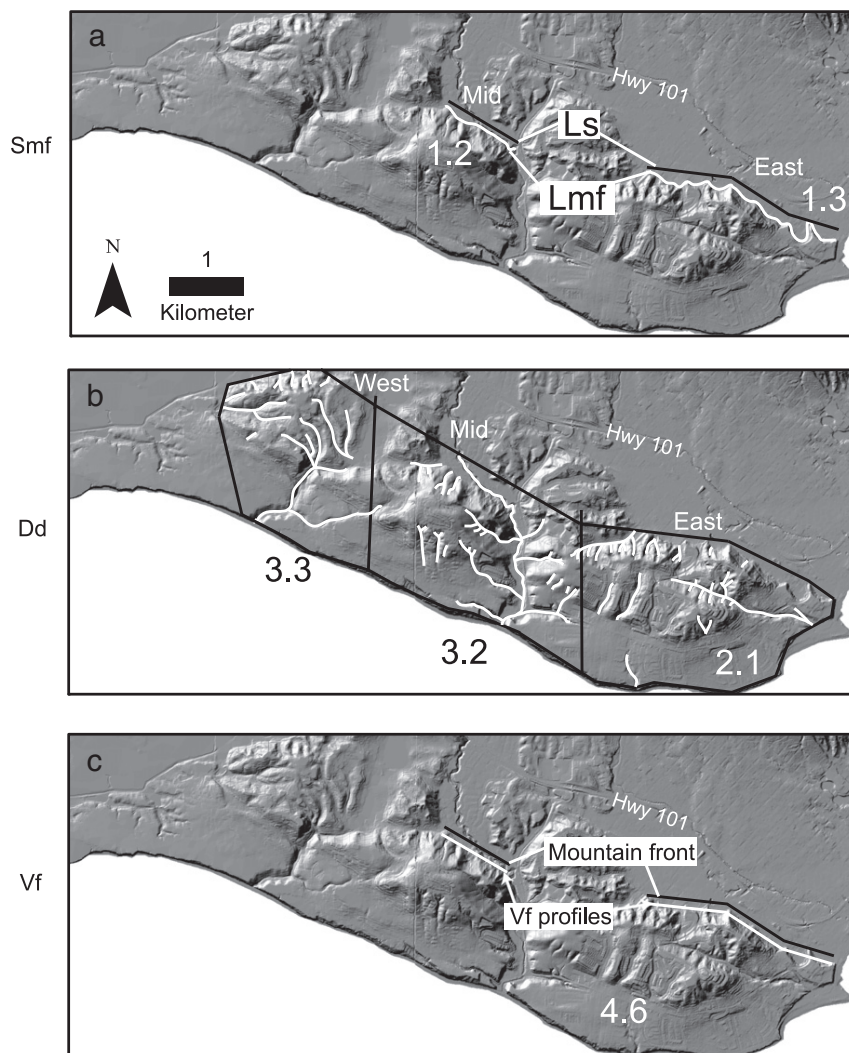 a
Smf
Mid
Hwy 101
Ls
1.2
East
Lmf
1.3
N
1
Kilometer
b
West
Mid
Hwy 101
Dd
East
3.3
3.2
2.1
c
Hwy 101
Mountain front
Vf
Vf profiles
4.6